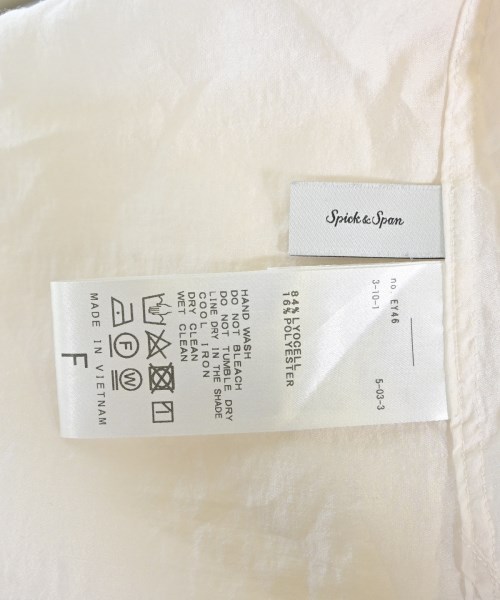 Spick & Span
no. EY46
3-10-1
5-03-3
84% LYOCELL
16% POLYESTER
HAND WASH
DO NOT BLEACH
DO NOT TUMBLE DRY
LINE DRY IN THE SHADE
COOL IRON
DRY CLEAN
WET CLEAN
F W
MADE IN VIETNAM
F